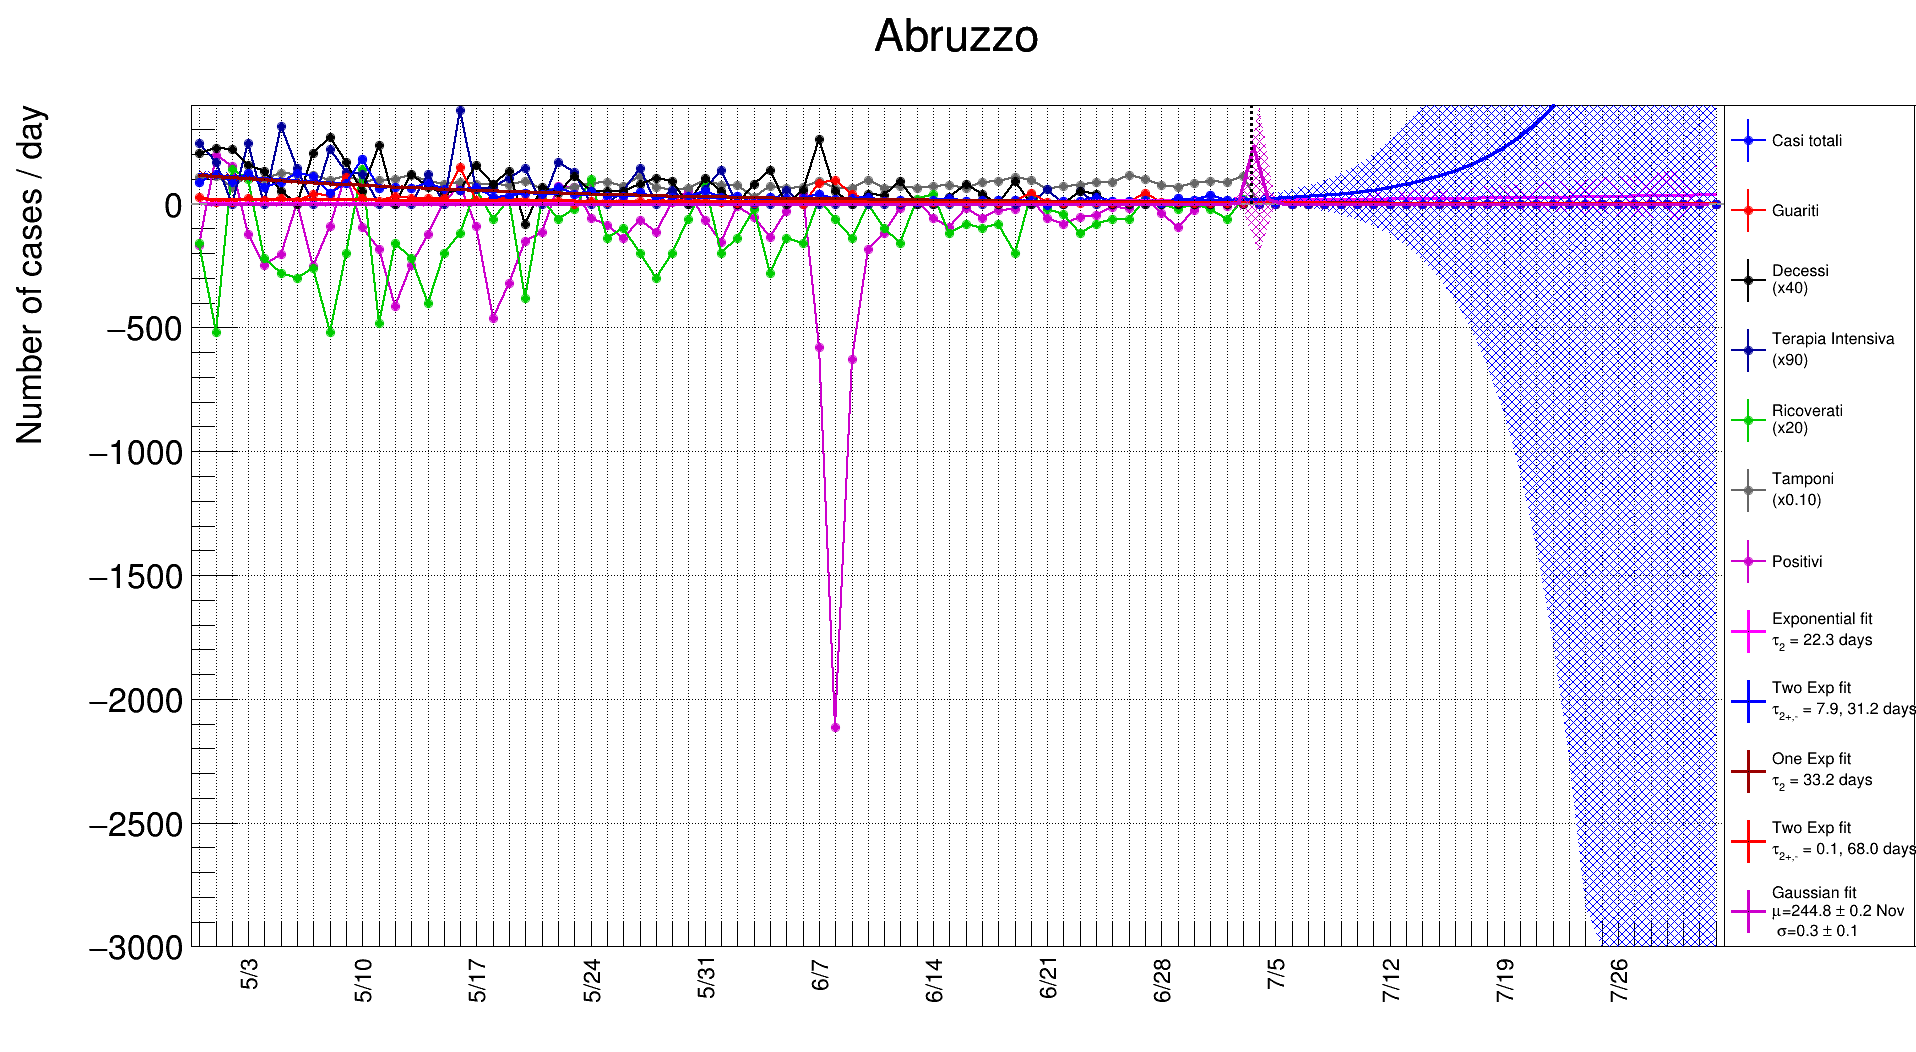 Abruzzo
Number of cases / day
0
−500
−1000
−1500
−2000
−2500
−3000
5/3
5/10
5/17
5/24
5/31
6/7
6/14
6/21
6/28
7/5
7/12
7/19
7/26
Casi totali
Guariti
Decessi
(x40)
Terapia Intensiva
(x90)
Ricoverati
(x20)
Tamponi
(x0.10)
Positivi
Exponential fit
τ2 = 22.3 days
Two Exp fit
τ2+,- = 7.9, 31.2 days
One Exp fit
τ2 = 33.2 days
Two Exp fit
τ2+,- = 0.1, 68.0 days
Gaussian fit
μ=244.8 ± 0.2 Nov
σ=0.3 ± 0.1